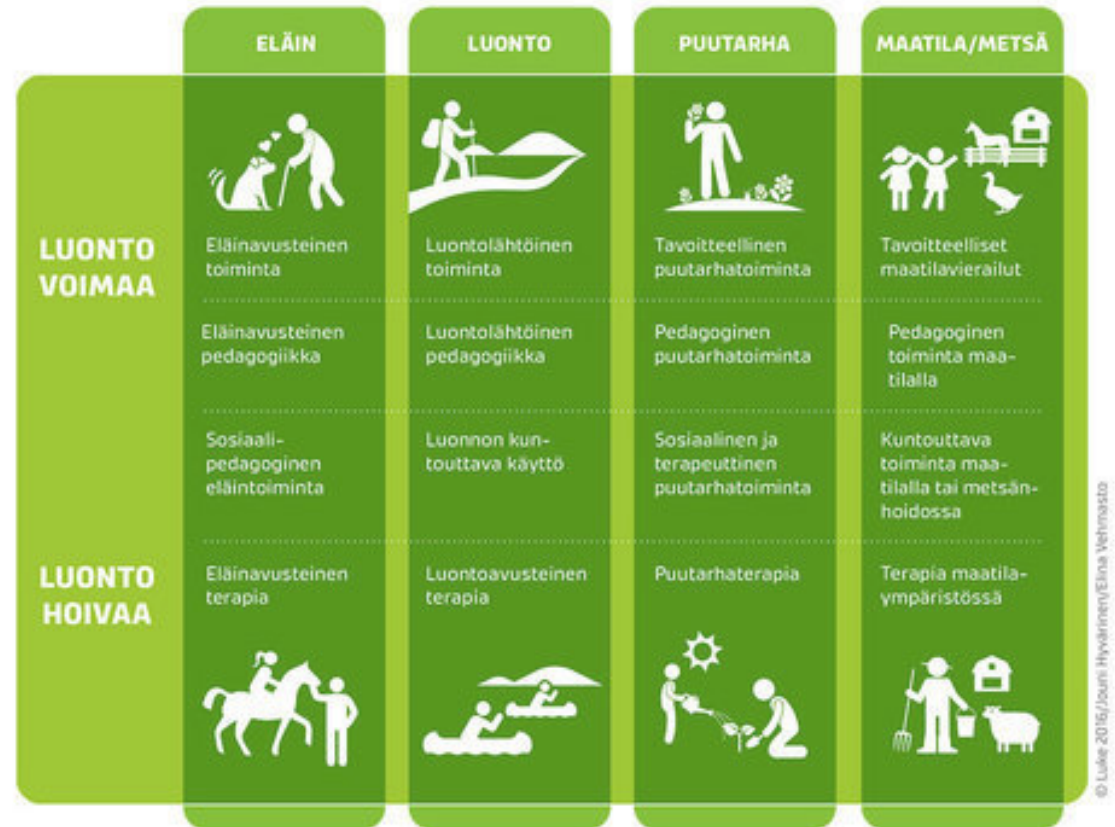 ELÄIN
LUONTO
PUUTARHA
MAATILA/METSÄ
LUONTO
VOIMAA
Eläinavusteinen
toiminta
Luontolähtöinen
toiminta
Tavoitteellinen
puutarhatoiminta
Tavoitteelliset
maatilavierailut
Eläinavusteinen
pedagogiikka
Luontolähtöinen
pedagogiikka
Pedagoginen
puutarhatoiminta
Pedagoginen
toiminta maa-
tilalla
Sosiaali-
pedagoginen
eläintoiminta
Luonnon kun-
touttava käyttö
Sosiaalinen ja
terapeuttinen
puutarhatoiminta
Kuntouttava
toiminta maa-
tilalla tai metsän-
hoidossa
LUONTO
HOIVAA
Eläinavusteinen
terapia
Luontoavusteinen
terapia
Puutarhaterapia
Terapia maatila-
ympäristössä
© Luke 2016/Jouni Hyvärinen/Elina Vehmasto